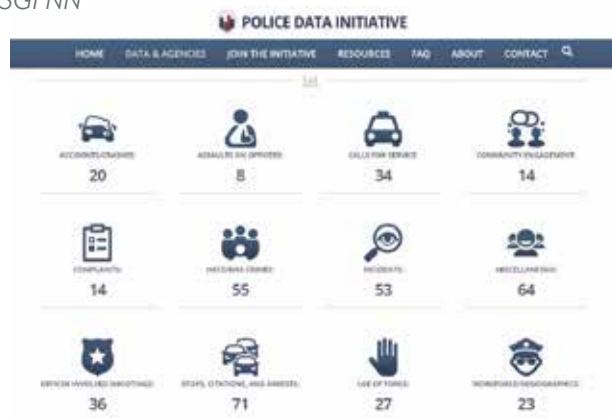 POLICE DATA INITIATIVE
HOME DATA & AGENCIES JOIN THE INITIATIVE RESOURCES FAQ ABOUT CONTACT
ACCIDENTS/CRASHES ASSAULTS ON OFFICERS CALLS FOR SERVICE COMMUNITY ENGAGEMENT
20 8 34 14
COMPLAINTS HATE/BIAS CRIMES INCIDENTS MISCELLANEOUS
14 55 53 64
OFFICER INVOLVED SHOOTINGS STOPS, CITATIONS, AND ARRESTS USE OF FORCE WORKFORCE/DEMOGRAPHICS
36 71 27 23